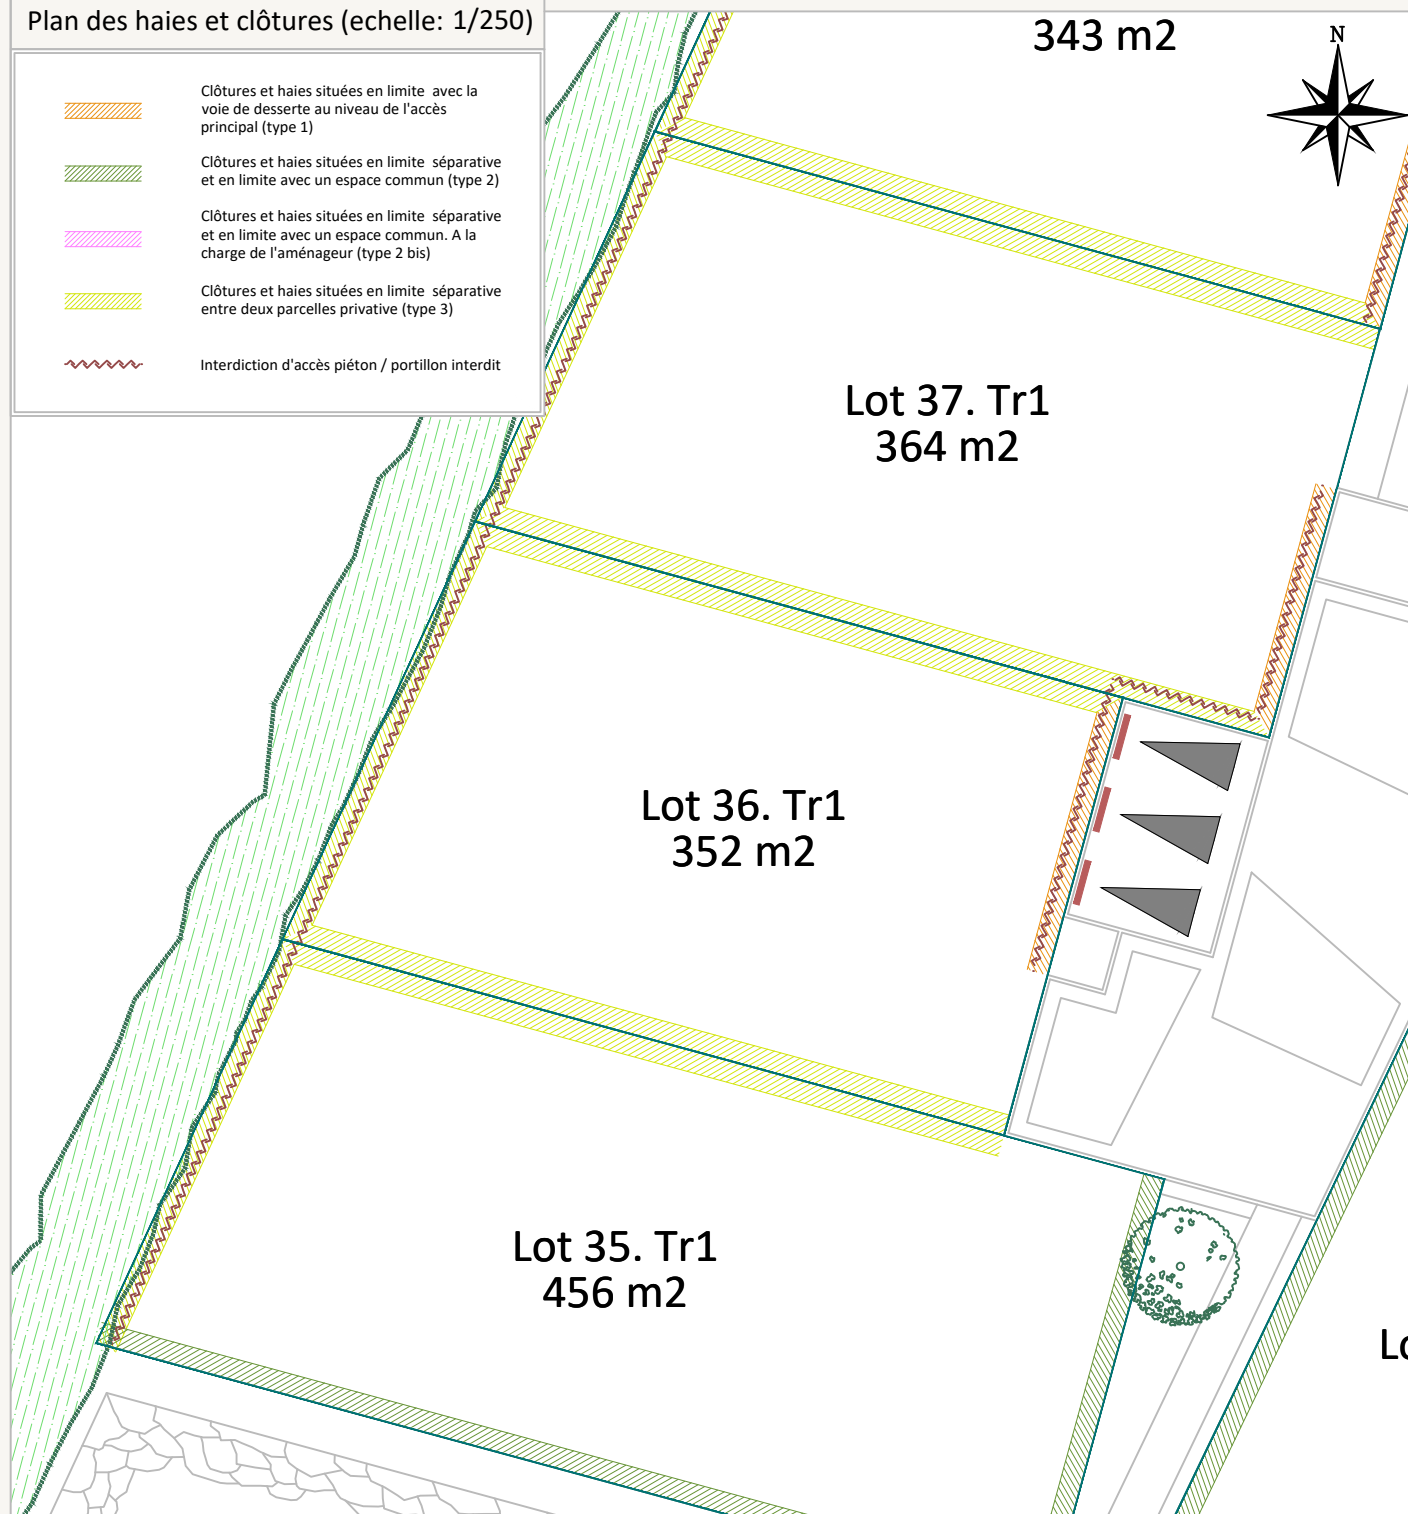 Plan des haies et clôtures (echelle: 1/250)
Clôtures et haies situées en limite avec la
voie de desserte au niveau de l'accès
principal (type 1)
Clôtures et haies situées en limite séparative
et en limite avec un espace commun (type 2)
Clôtures et haies situées en limite séparative
et en limite avec un espace commun. A la
charge de l'aménageur (type 2 bis)
Clôtures et haies situées en limite séparative
entre deux parcelles privative (type 3)
Interdiction d'accès piéton / portillon interdit
343 m2
N
Lot 37. Tr1
364 m2
Lot 36. Tr1
352 m2
Lot 35. Tr1
456 m2